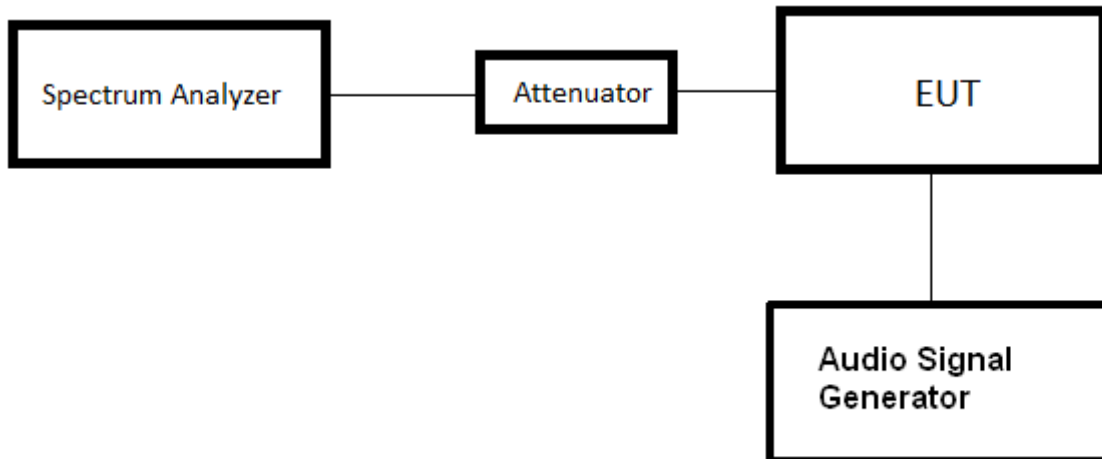 Spectrum Analyzer
Attenuator
EUT
Audio Signal
Generator